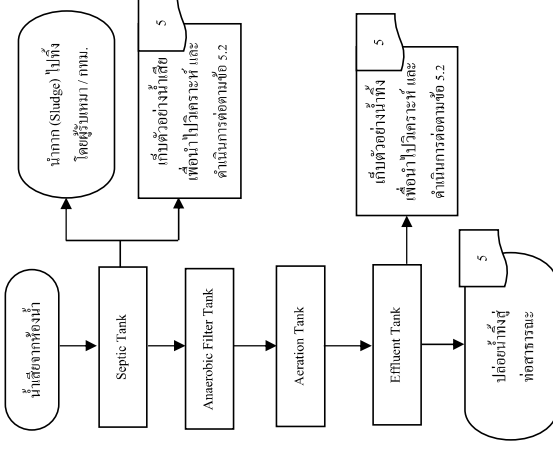 น้ำเสียจากห้องน้ำ
Septic Tank
นำกาก (Sludge) ไปทิ้ง
โดยผู้รับเหมา / กทม.
5
เก็บตัวอย่างน้ำเสีย
เพื่อนำไปวิเคราะห์ และ
ดำเนินการต่อตามข้อ 5.2
Anaerobic Filter Tank
Aeration Tank
Effluent Tank
5
เก็บตัวอย่างน้ำทิ้ง
เพื่อนำไปวิเคราะห์ และ
ดำเนินการต่อตามข้อ 5.2
5
ปล่อยน้ำทิ้งสู่
ท่อสาธารณะ